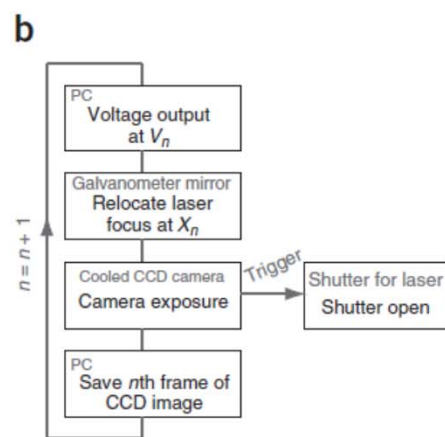 b
PC
Voltage output
at Vn
Galvanometer mirror
Relocate laser
focus at Xn
n = n + 1
Cooled CCD camera
Camera exposure
Trigger
Shutter for laser
Shutter open
PC
Save nth frame of
CCD image